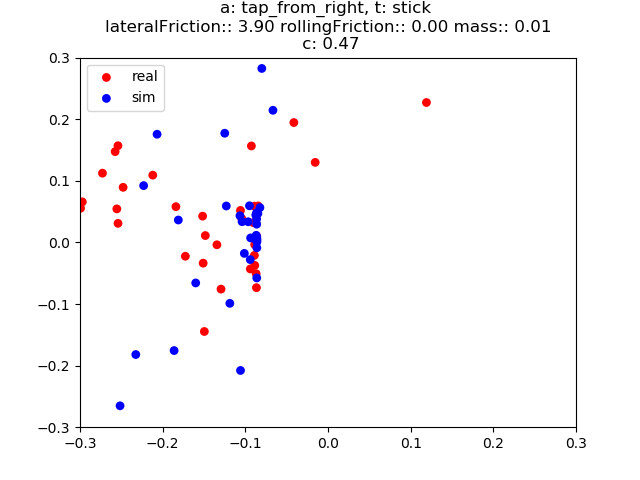 a: tap_from_right, t: stick
lateralFriction:: 3.90 rollingFriction:: 0.00 mass:: 0.01
c: 0.47
real
sim
0.3
0.2
0.1
0.0
−0.1
−0.2
−0.3
−0.3 −0.2 −0.1 0.0 0.1 0.2 0.3